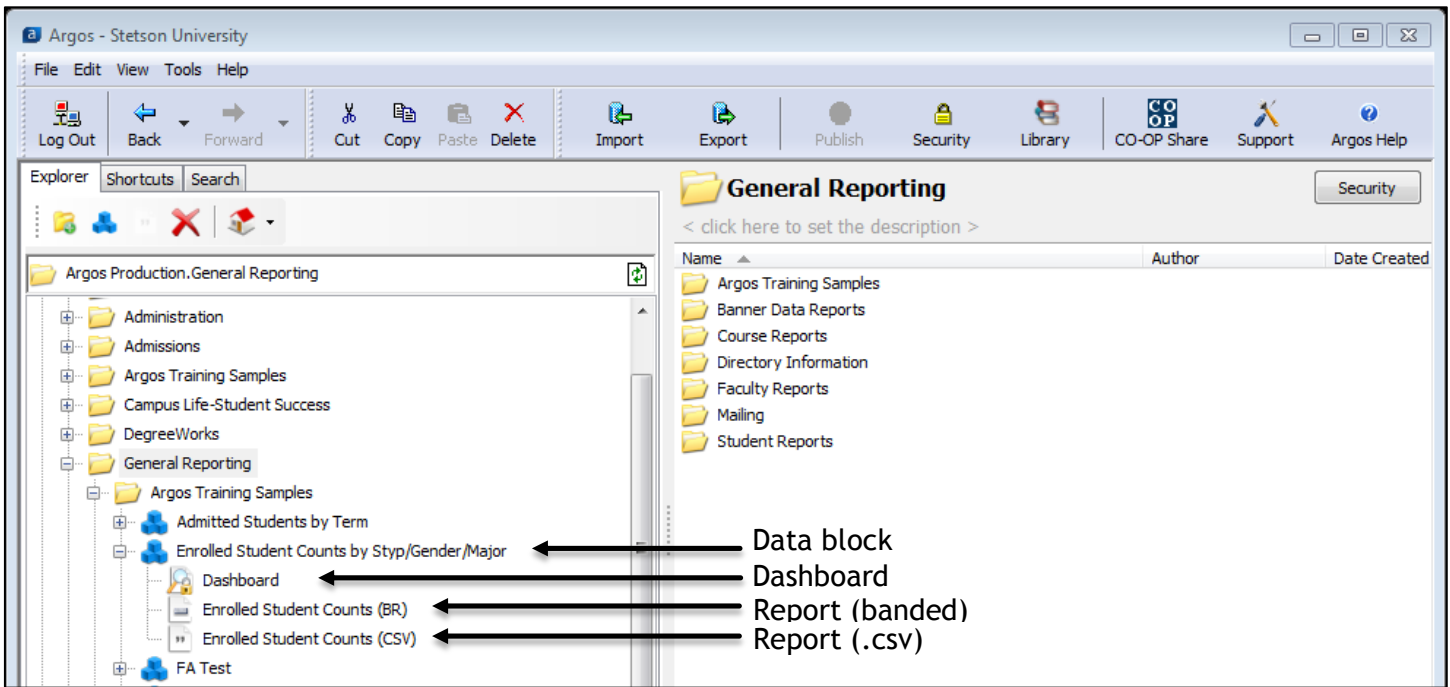 Argos - Stetson University
File Edit View Tools Help
Log Out Back Forward Cut Copy Paste Delete Import Export Publish Security Library CO-OP Share Support Argos Help
CO
OP
Explorer Shortcuts Search
Argos Production.General Reporting
Administration
Admissions
Argos Training Samples
Campus Life-Student Success
DegreeWorks
General Reporting
Argos Training Samples
Admitted Students by Term
Enrolled Student Counts by Styp/Gender/Major
Dashboard
Enrolled Student Counts (BR)
Enrolled Student Counts (CSV)
FA Test
General Reporting
Security
< click here to set the description >
Name Author Date Created
Argos Training Samples
Banner Data Reports
Course Reports
Directory Information
Faculty Reports
Mailing
Student Reports
Data block
Dashboard
Report (banded)
Report (.csv)